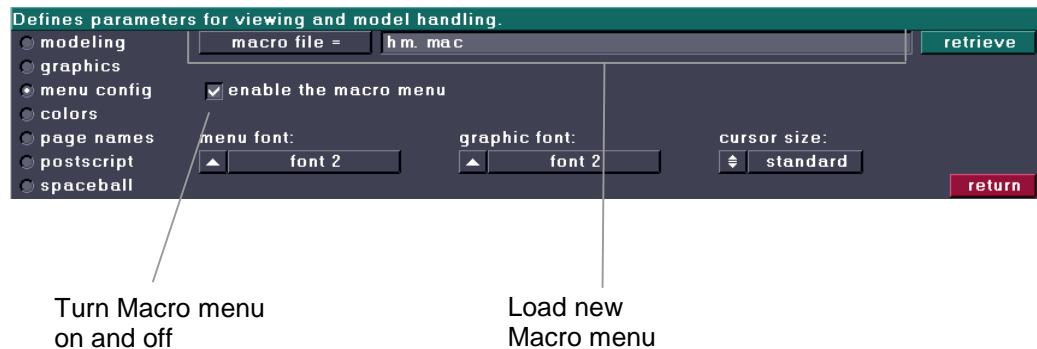 Defines parameters for viewing and model handling.
modeling macro file = hm. mac retrieve
graphics
menu config enable the macro menu
colors
page names menu font: graphic font: cursor size:
postscript font 2 font 2 standard
spaceball return
Turn Macro menu
on and off
Load new
Macro menu